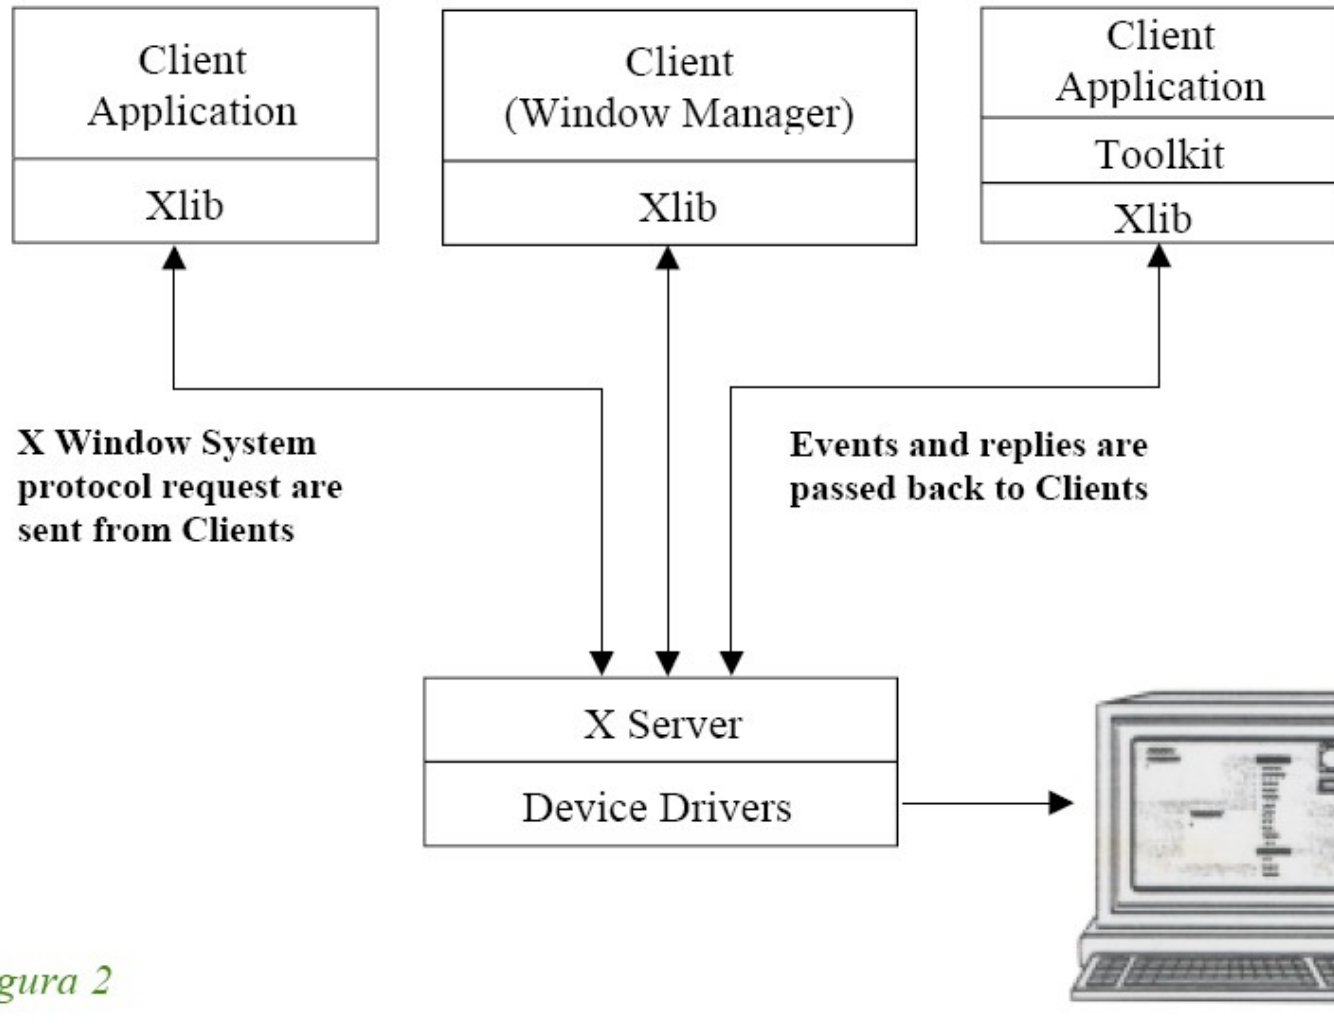 Client
Application
Xlib
Client
(Window Manager)
Xlib
Client
Application
Toolkit
Xlib
X Window System
protocol request are
sent from Clients
Events and replies are
passed back to Clients
X Server
Device Drivers
gura 2